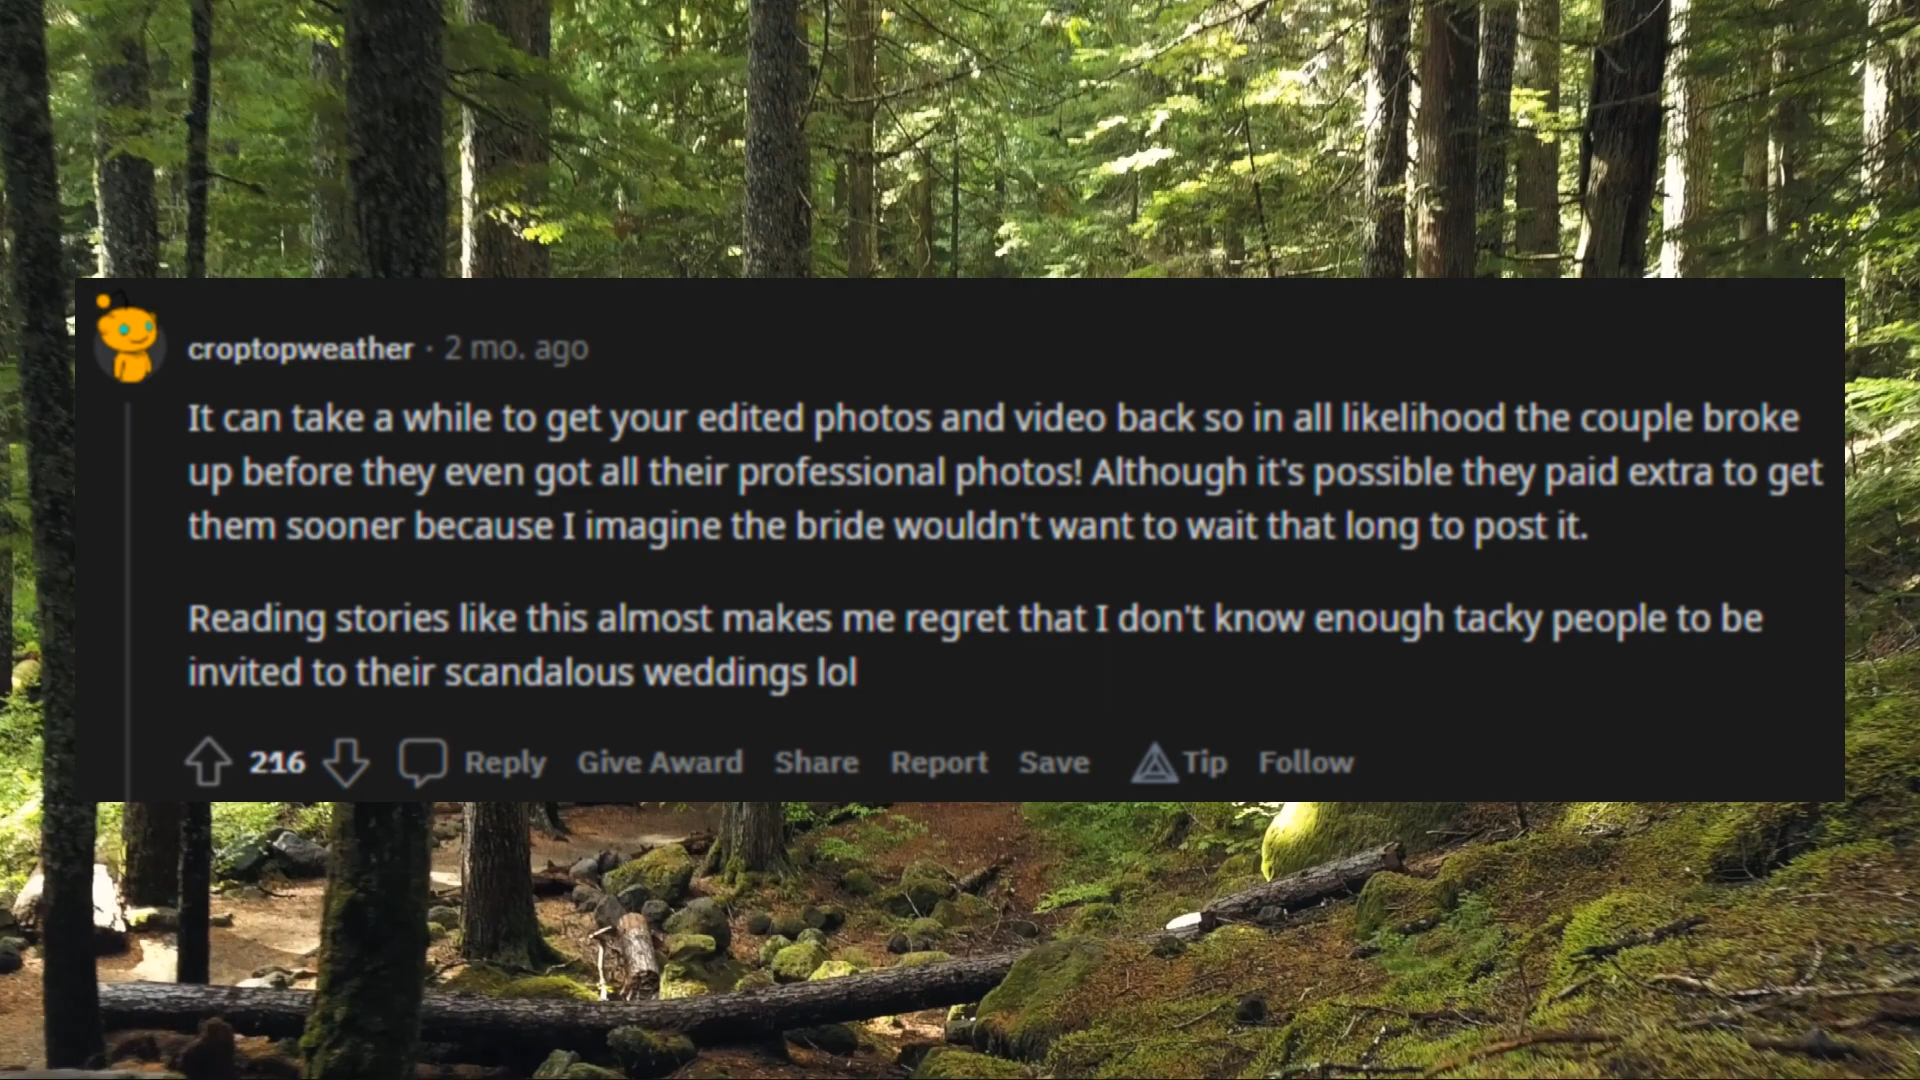 croptopweather · 2 mo. ago
It can take a while to get your edited photos and video back so in all likelihood the couple broke
up before they even got all their professional photos! Although it's possible they paid extra to get
them sooner because I imagine the bride wouldn't want to wait that long to post it.
Reading stories like this almost makes me regret that I don't know enough tacky people to be
invited to their scandalous weddings lol
216 Reply Give Award Share Report Save Tip Follow